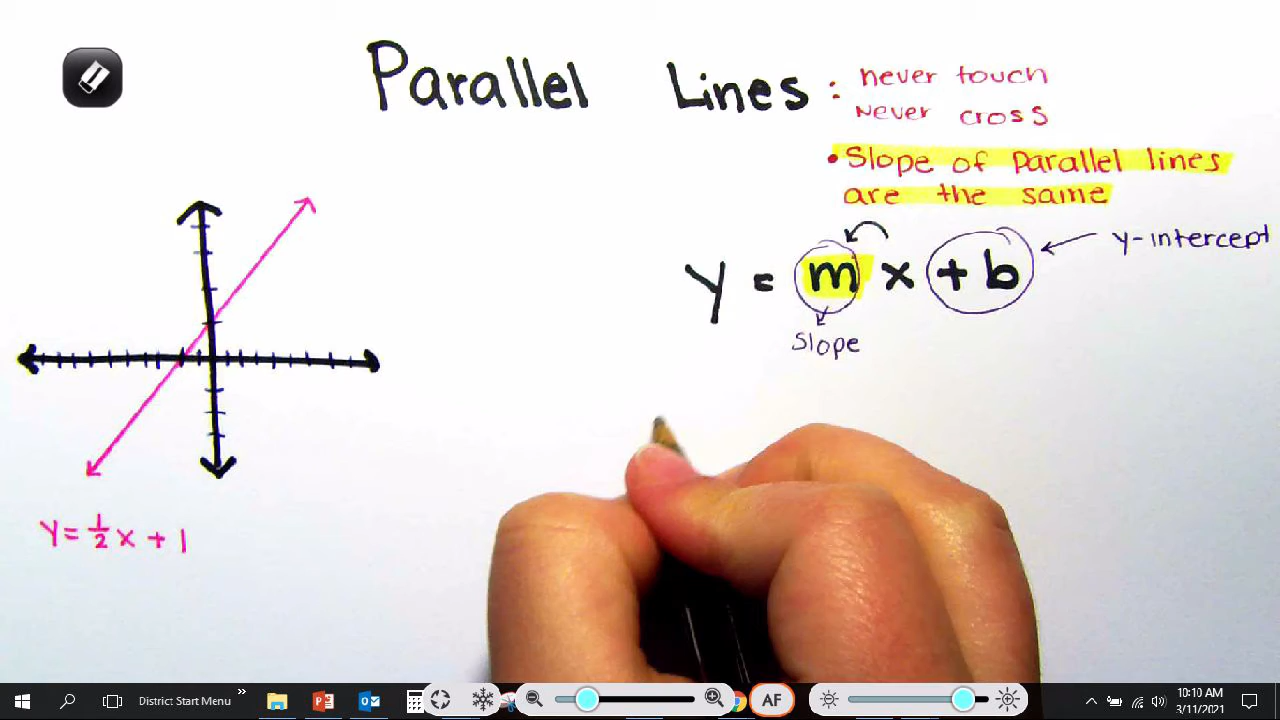 Parallel Lines :
never touch
Never cross
• Slope of Parallel lines
are the same
y = mx + b
y-intercept
Slope
y = 1/2 x + 1
District Start Menu
AF
10:10 AM
3/11/2021